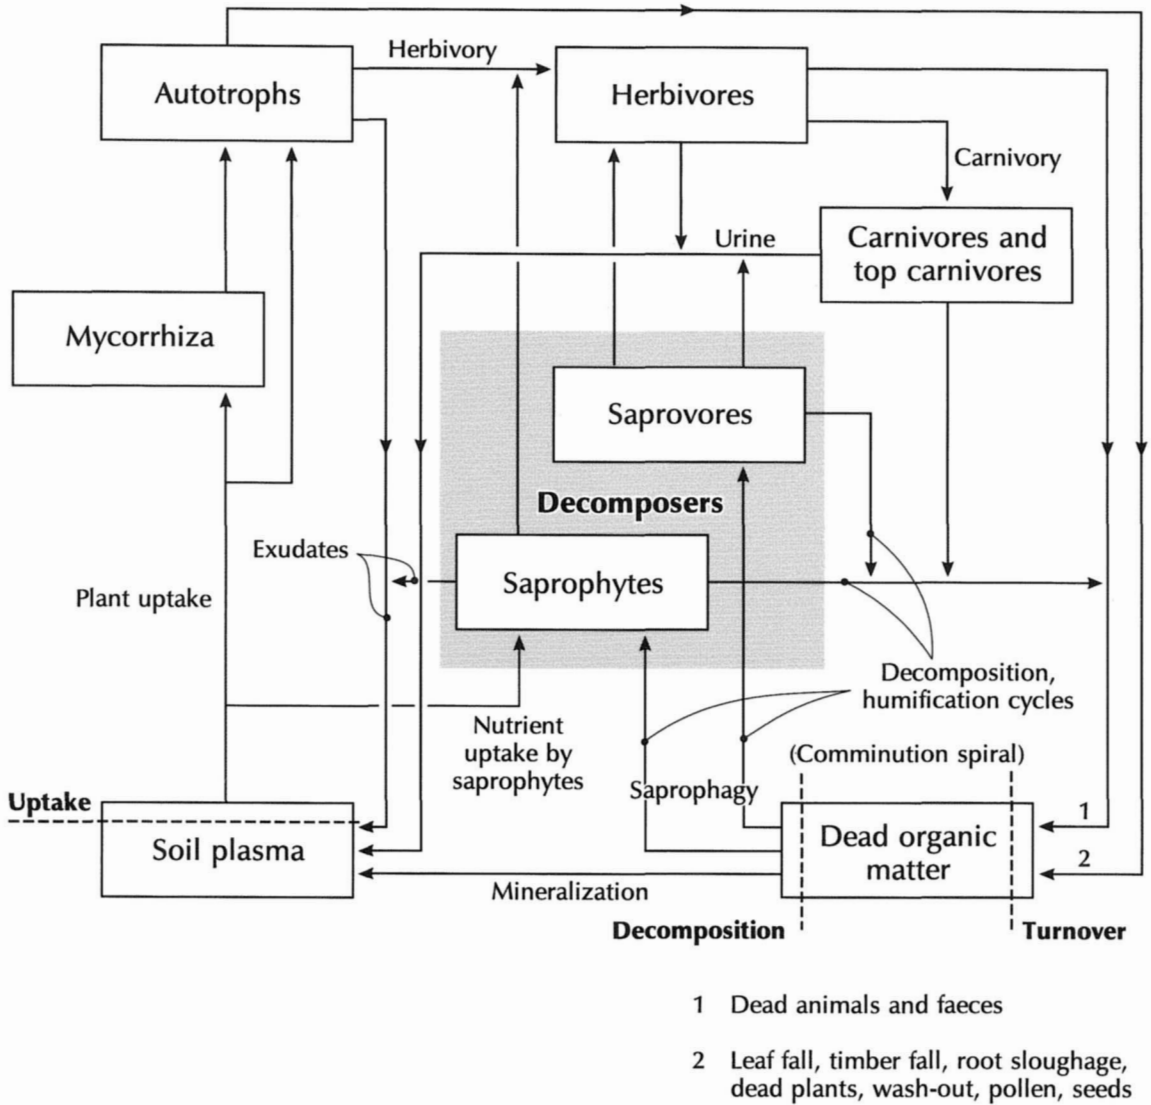 Herbivory
Autotrophs
Herbivores
Carnivory
Urine
Carnivores and
top carnivores
Mycorrhiza
Saprovores
Decomposers
Exudates
Saprophytes
Plant uptake
Decomposition,
humification cycles
Nutrient
uptake by
saprophytes
(Comminution spiral)
Saprophagy
Uptake
1
Dead organic
matter
Soil plasma
2
Mineralization
Decomposition
Turnover
1 Dead animals and faeces
2 Leaf fall, timber fall, root sloughage,
dead plants, wash-out, pollen, seeds